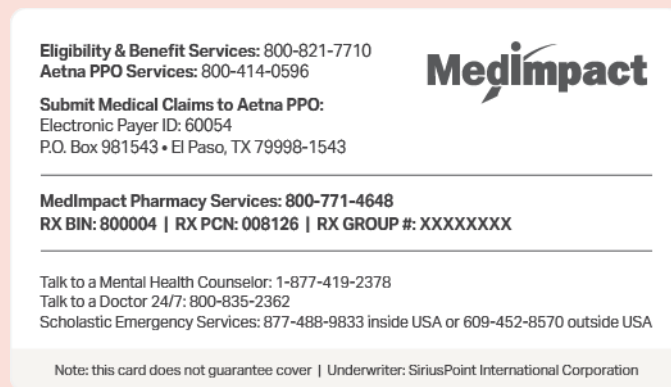 Eligibility & Benefit Services: 800-821-7710
Aetna PPO Services: 800-414-0596
MedImpact
Submit Medical Claims to Aetna PPO:
Electronic Payer ID: 60054
P.O. Box 981543 • El Paso, TX 79998-1543
MedImpact Pharmacy Services: 800-771-4648
RX BIN: 800004 | RX PCN: 008126 | RX GROUP #: XXXXXXXX
Talk to a Mental Health Counselor: 1-877-419-2378
Talk to a Doctor 24/7: 800-835-2362
Scholastic Emergency Services: 877-488-9833 inside USA or 609-452-8570 outside USA
Note: this card does not guarantee cover | Underwriter: SiriusPoint International Corporation